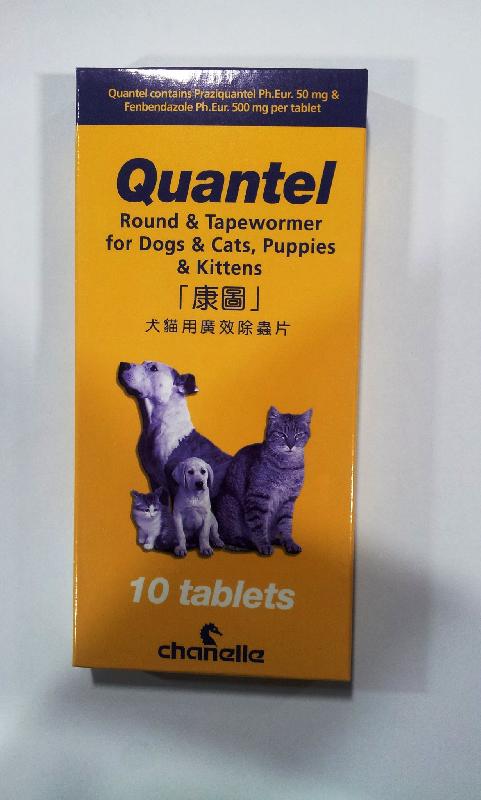 Quantel contains Praziquantel Ph.Eur. 50 mg &
Fenbendazole Ph.Eur. 500 mg per tablet
Quantel
Round & Tapewormer
for Dogs & Cats, Puppies
& Kittens
「康圖」
犬貓用廣效除蟲片
10 tablets
chanelle